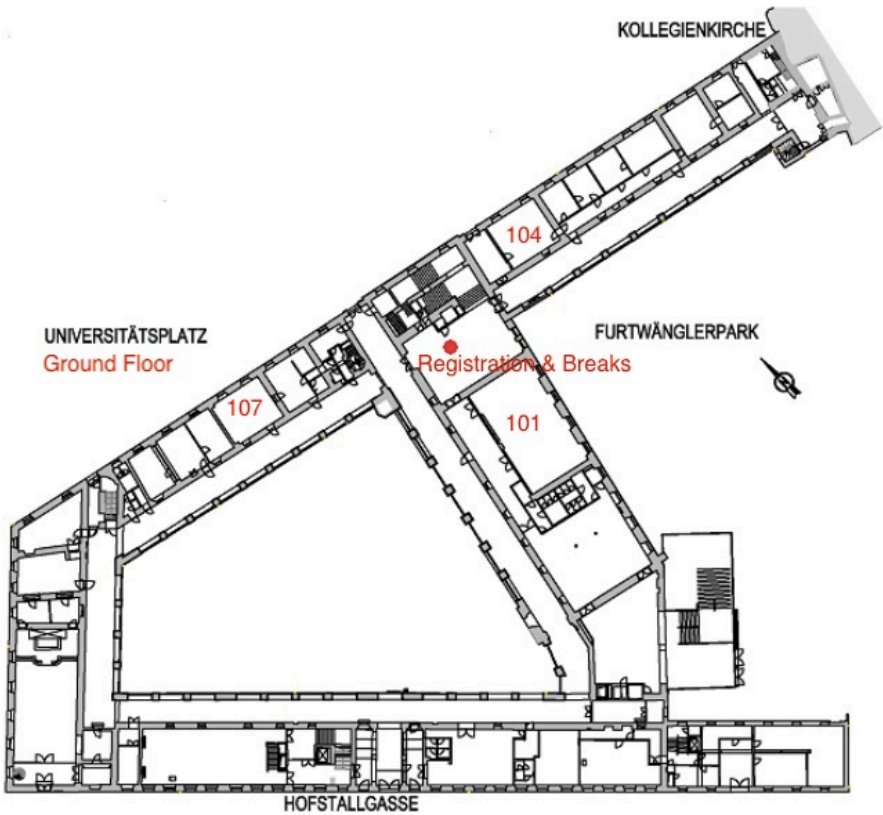 KOLLEGIENKIRCHE
104
UNIVERSITÄTSPLATZ
Ground Floor
FURTWÄNGLERPARK
Registration & Breaks
107
101
HOFSTALLGASSE